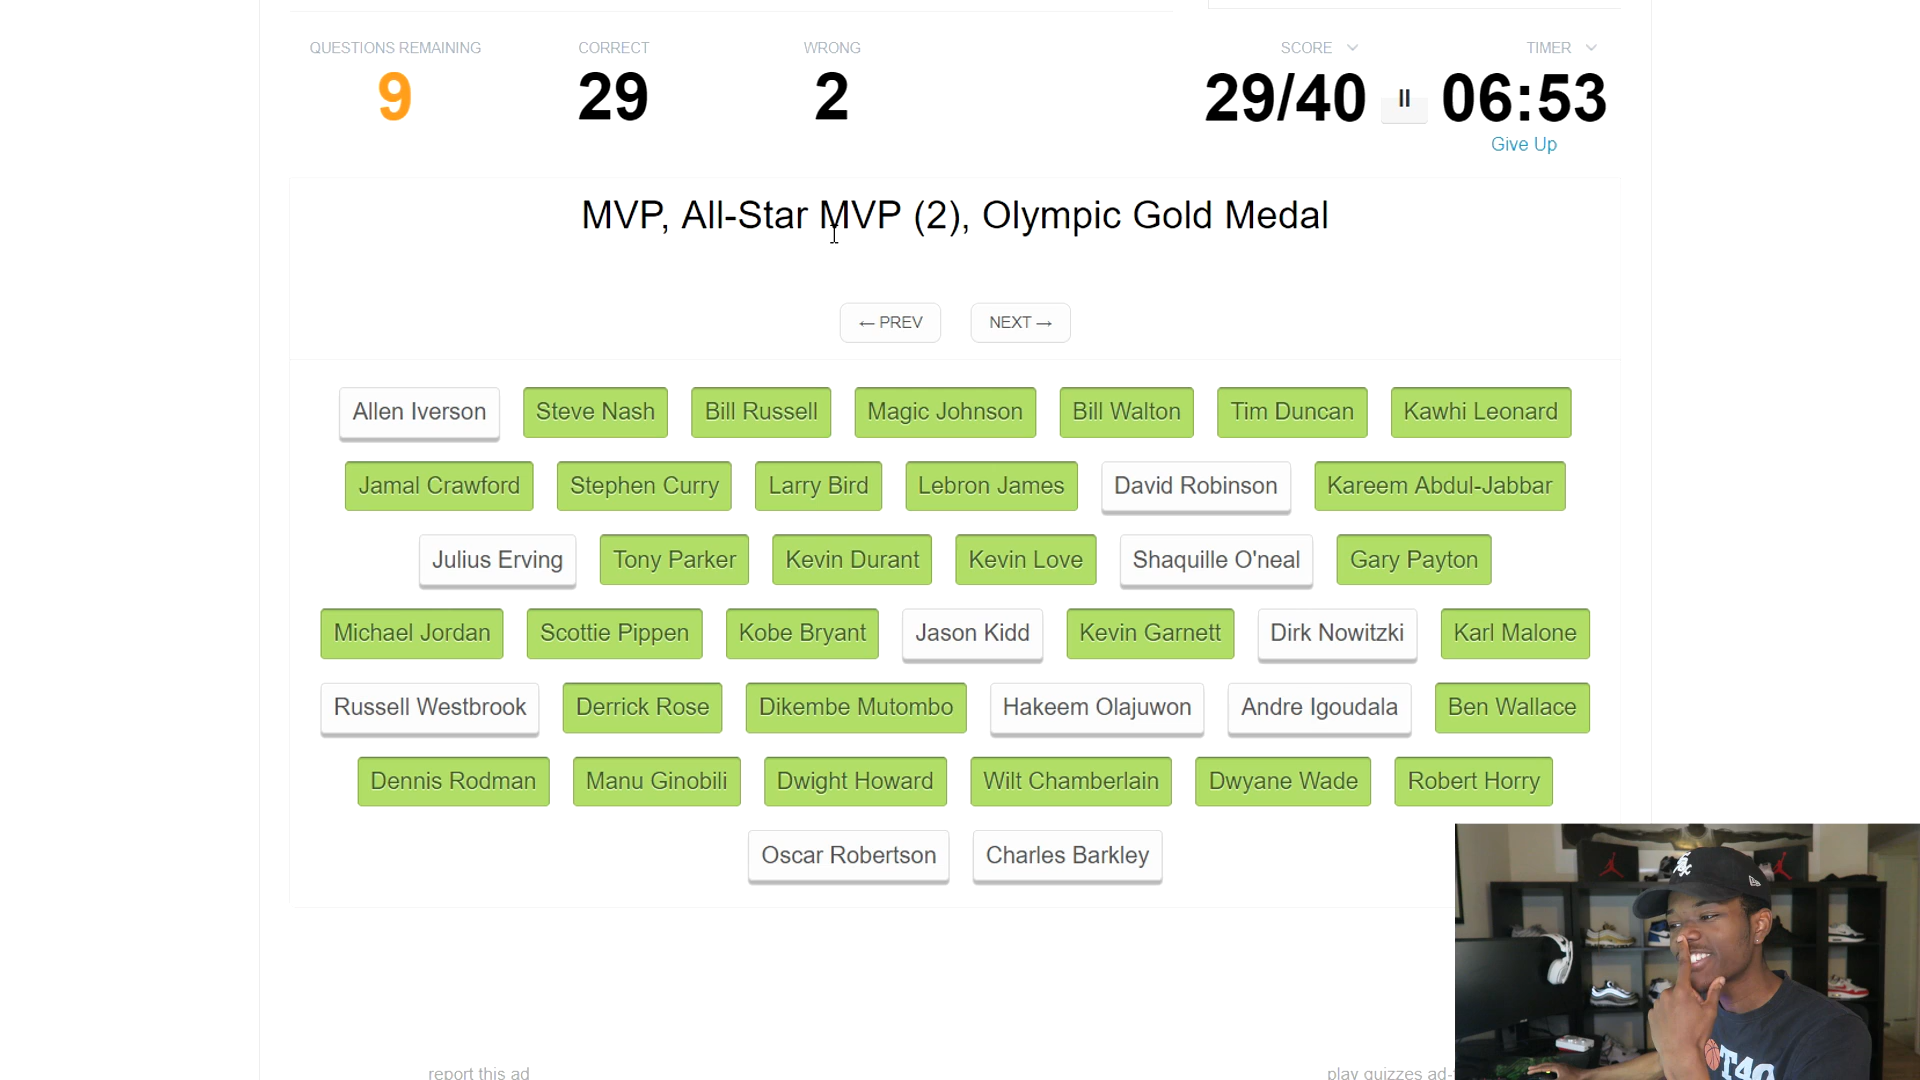 QUESTIONS REMAINING CORRECT WRONG SCORE TIMER
9 29 2 29/40 II 06:53
Give Up
MVP, All-Star MVP (2), Olympic Gold Medal
← PREV NEXT →
Allen Iverson Steve Nash Bill Russell Magic Johnson Bill Walton Tim Duncan Kawhi Leonard
Jamal Crawford Stephen Curry Larry Bird Lebron James David Robinson Kareem Abdul-Jabbar
Julius Erving Tony Parker Kevin Durant Kevin Love Shaquille O'neal Gary Payton
Michael Jordan Scottie Pippen Kobe Bryant Jason Kidd Kevin Garnett Dirk Nowitzki Karl Malone
Russell Westbrook Derrick Rose Dikembe Mutombo Hakeem Olajuwon Andre Igoudala Ben Wallace
Dennis Rodman Manu Ginobili Dwight Howard Wilt Chamberlain Dwyane Wade Robert Horry
Oscar Robertson Charles Barkley
report this ad play quizzes ad-